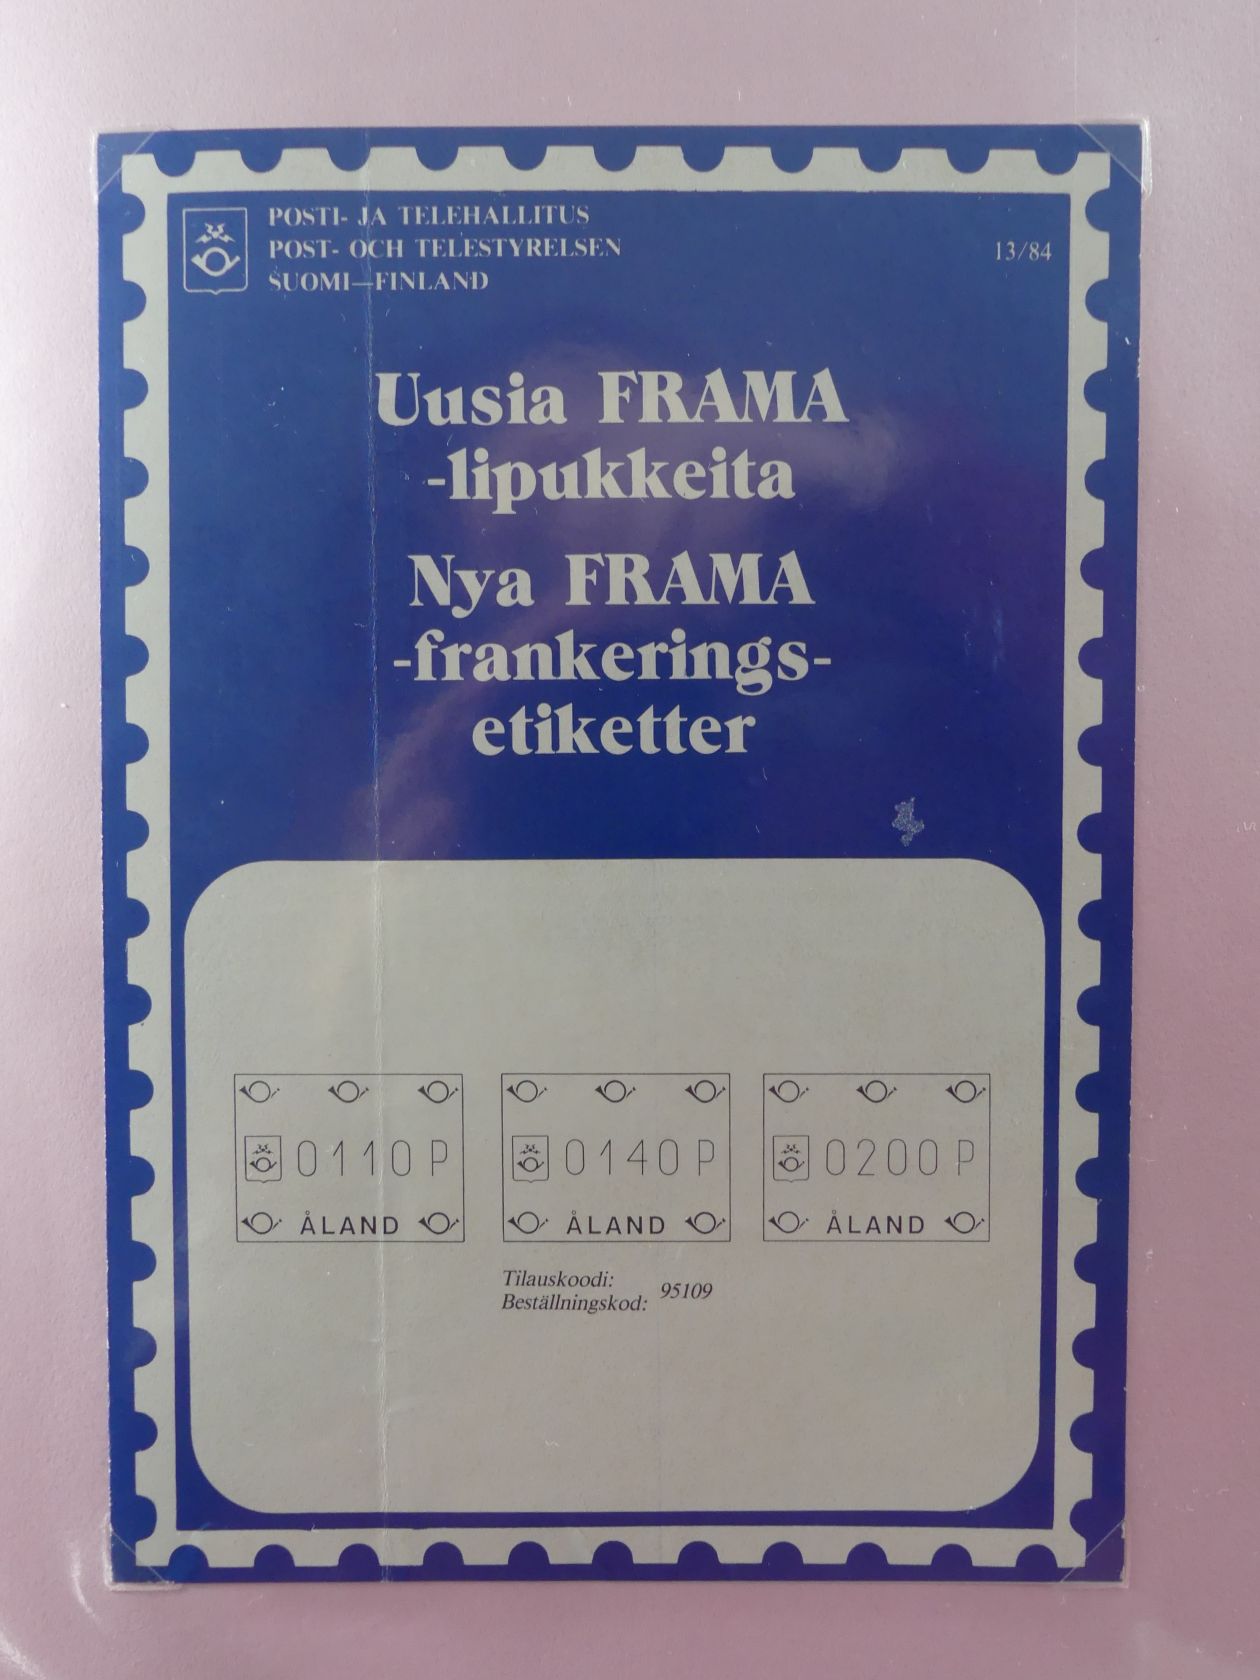 POSTI- JA TELEHALLITUS
POST- OCH TELESTYRELSEN
SUOMI—FINLAND
13/84
Uusia FRAMA
-lipukkeita
Nya FRAMA
-frankerings-
etiketter
0110 P
ÅLAND
0140 P
ÅLAND
0200 P
ÅLAND
Tilauskoodi:
Beställningskod: 95109